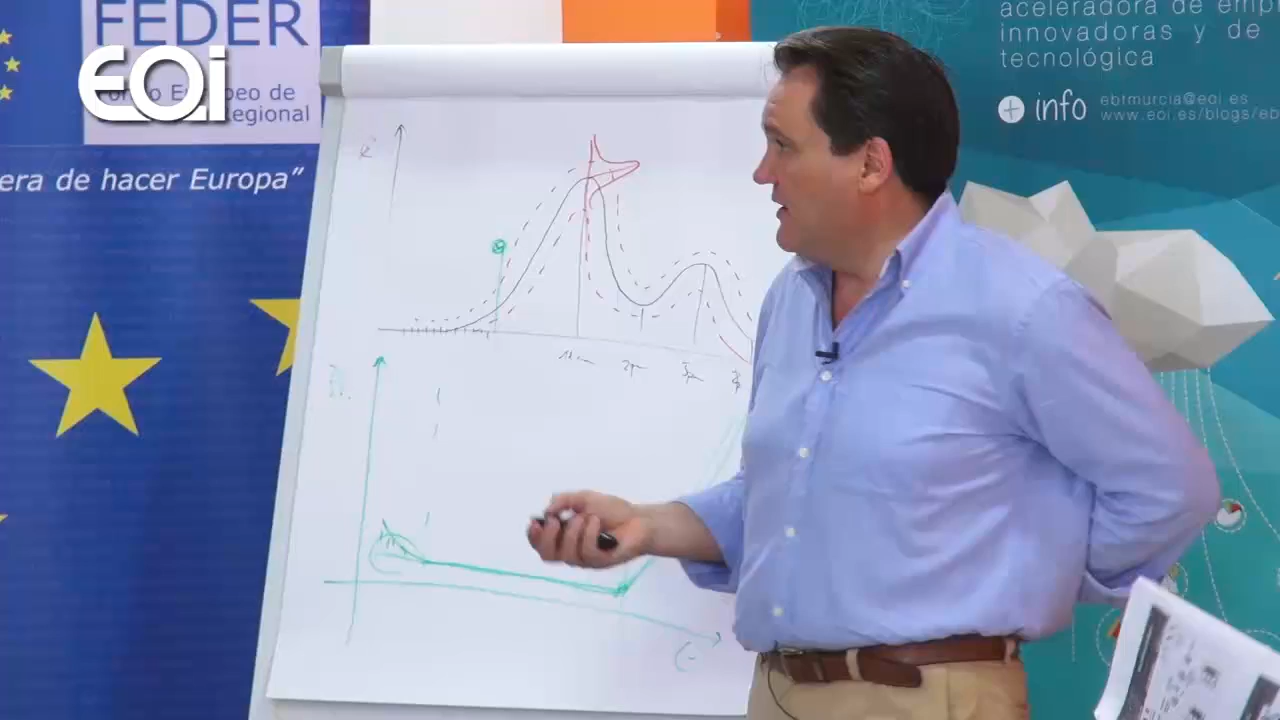 FEDER
EOi
Fondo Europeo de
Regional
era de hacer Europa”
aceleradora de empr
innovadoras y de
tecnológica
+ info
ebtmurcia@eoi.es
www.eoi.es/blogs/eb